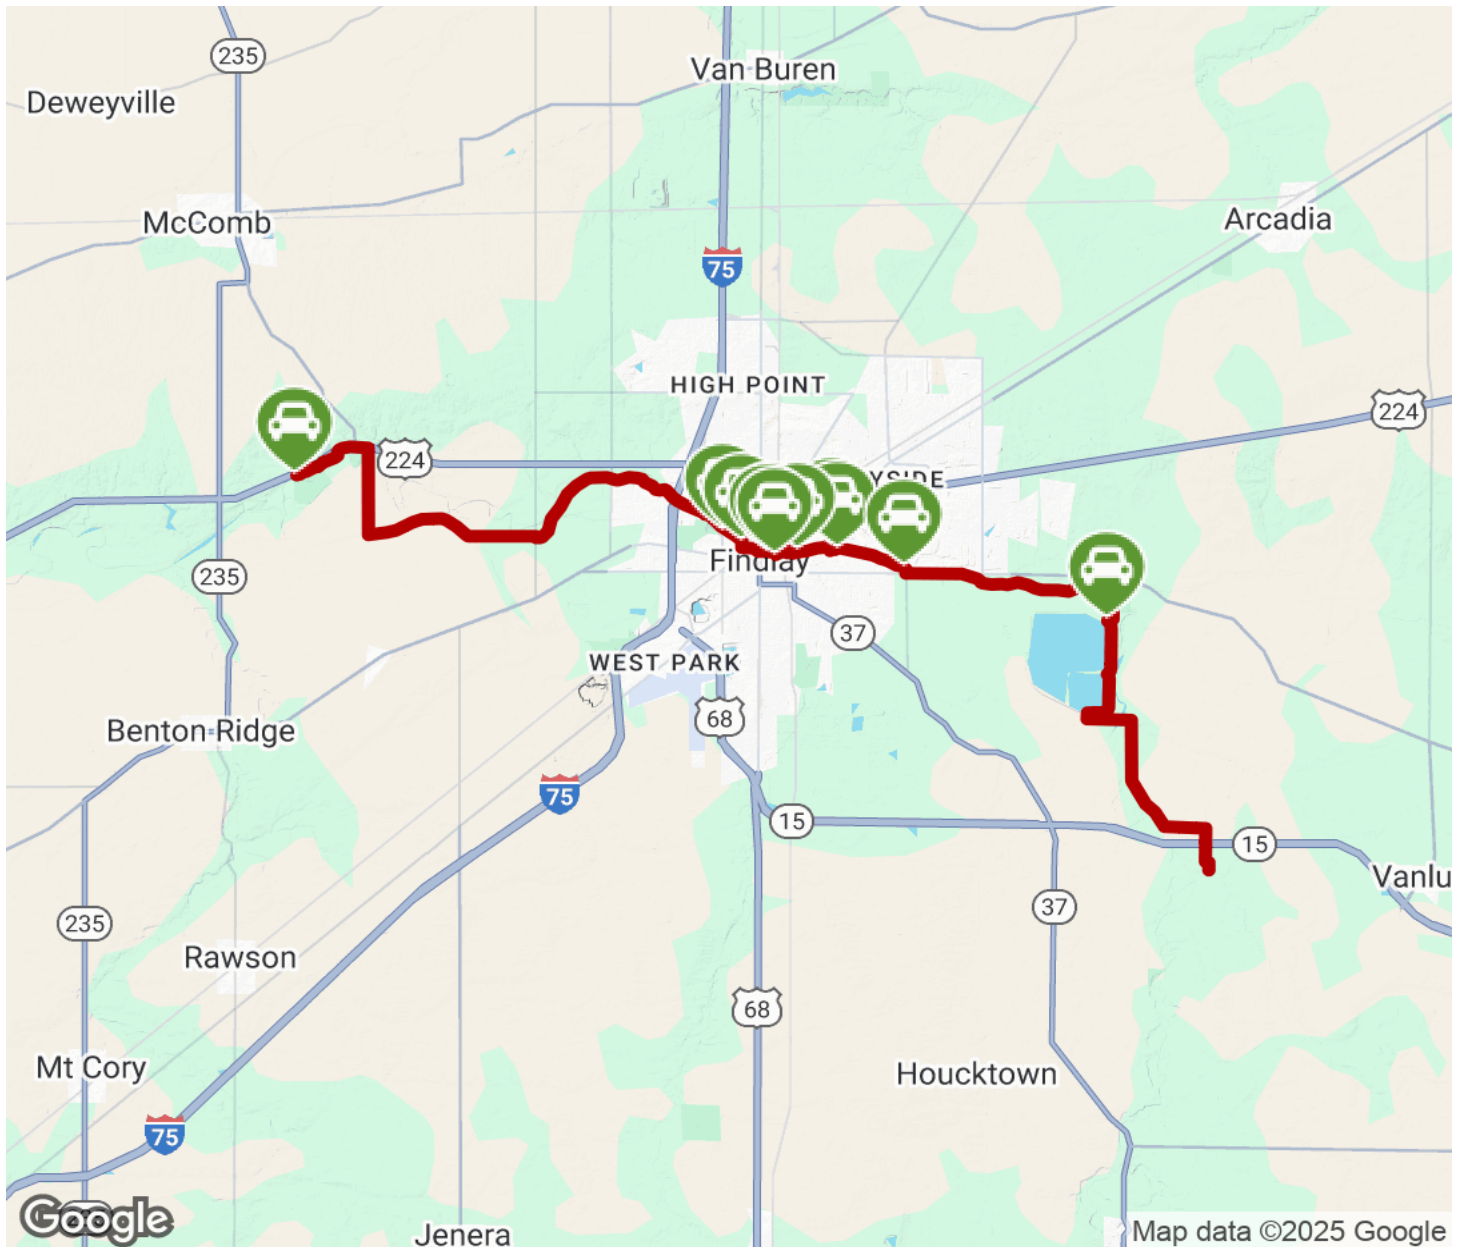 235
Van Buren
Deweyville
McComb
Arcadia
75
HIGH POINT
224
224
YSIDE
Findlay
235
37
WEST PARK
68
Benton Ridge
75
15
15
Vanlu
37
235
Rawson
68
Mt Cory
Houcktown
75
Google
Jenera
Map data ©2025 Google